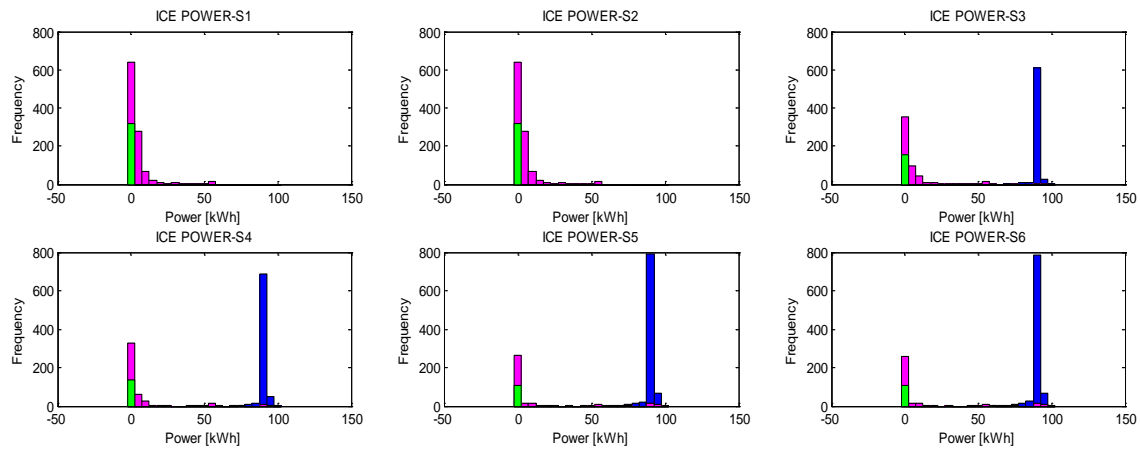 ICE POWER-S1 ICE POWER-S2 ICE POWER-S3
800 800 800
600 600 600
Frequency Frequency Frequency
400 400 400
200 200 200
0 0 0
-50 0 50 100 150 -50 0 50 100 150 -50 0 50 100 150
Power [kWh] Power [kWh] Power [kWh]
ICE POWER-S4 ICE POWER-S5 ICE POWER-S6
800 800 800
600 600 600
Frequency Frequency Frequency
400 400 400
200 200 200
0 0 0
-50 0 50 100 150 -50 0 50 100 150 -50 0 50 100 150
Power [kWh] Power [kWh] Power [kWh]